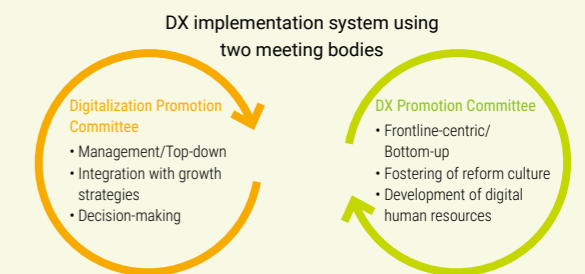 DX implementation system using
two meeting bodies
Digitalization Promotion
Committee
• Management/Top-down
• Integration with growth
strategies
• Decision-making
DX Promotion Committee
• Frontline-centric/
Bottom-up
• Fostering of reform culture
• Development of digital
human resources